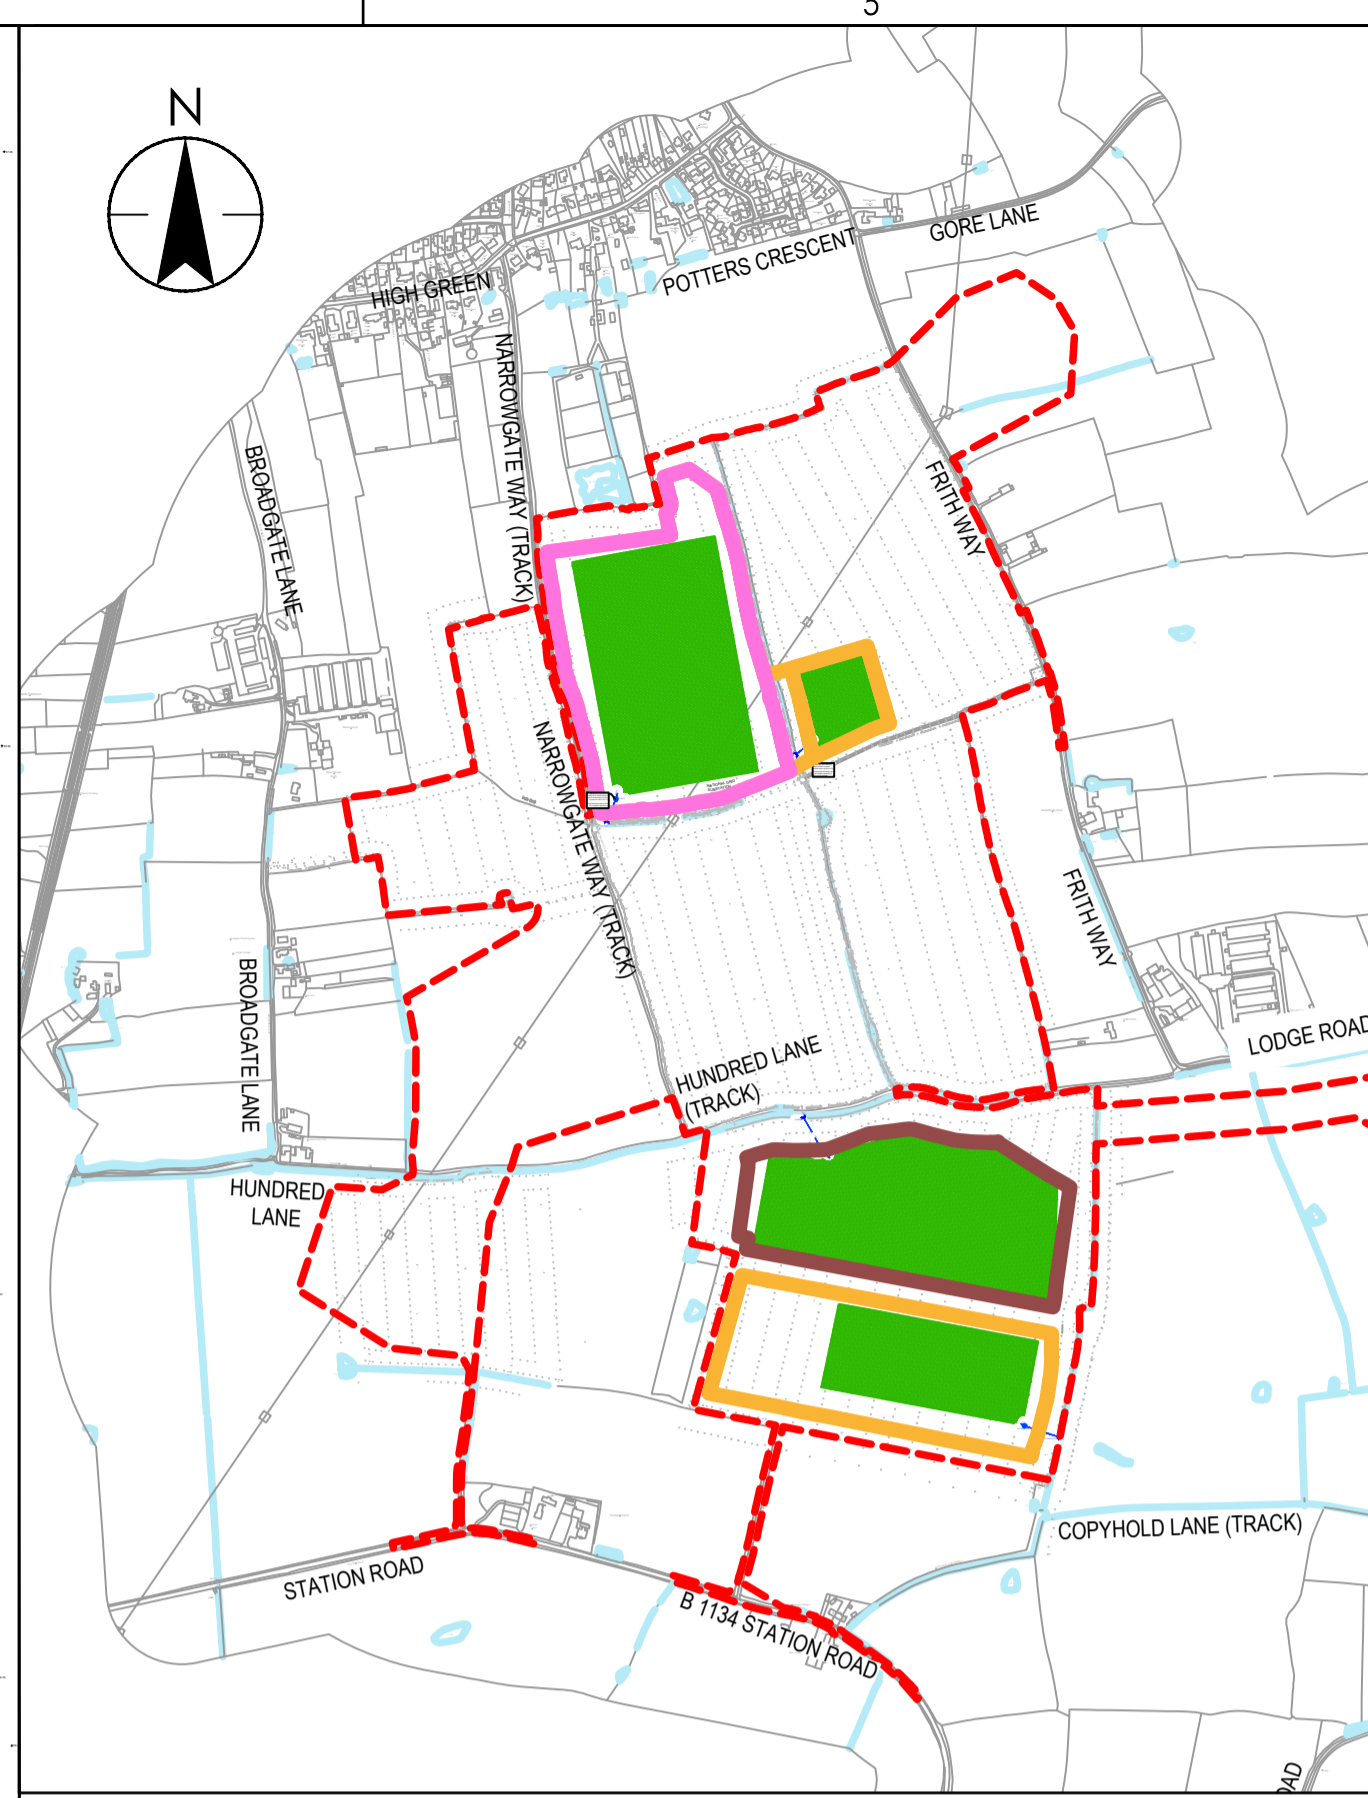 5
N
GORE LANE
POTTERS CRESCENT
HIGH GREEN
NARROWGATE WAY (TRACK)
BROADGATE LANE
FRITH WAY
NARROWGATE WAY (TRACK)
FRITH WAY
BROADGATE LANE
LODGE ROAD
HUNDRED LANE
(TRACK)
HUNDRED
LANE
COPYHOLD LANE (TRACK)
STATION ROAD
B 1134 STATION ROAD